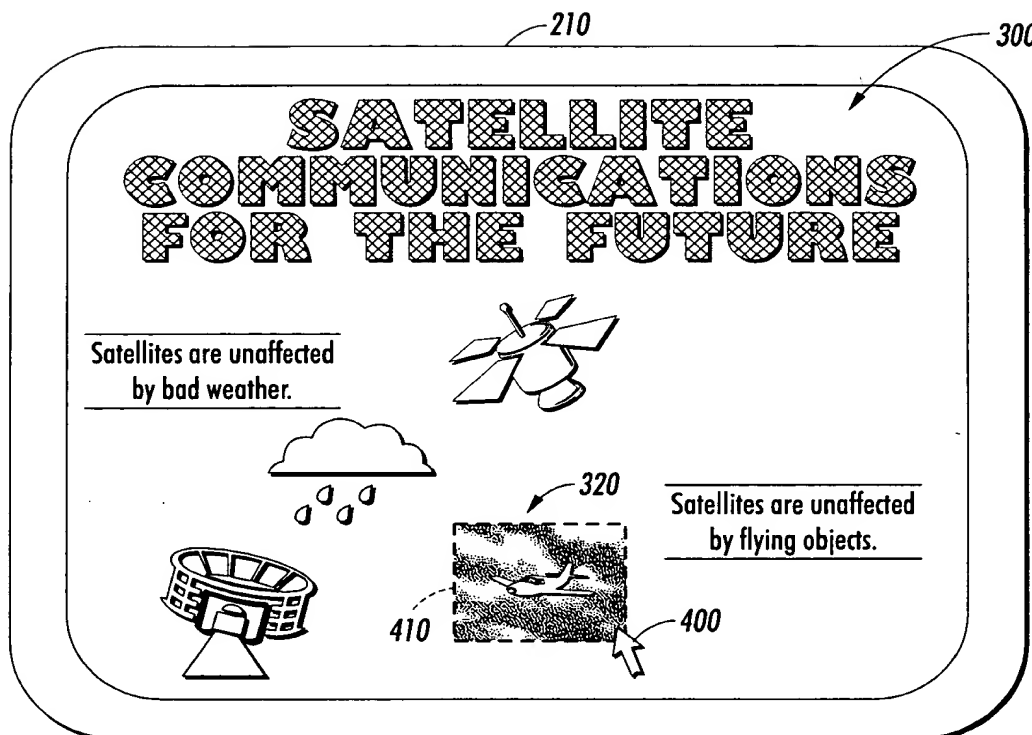 210
300
SATELLITE
COMMUNICATIONS
FOR THE FUTURE
Satellites are unaffected
by bad weather.
320
Satellites are unaffected
by flying objects.
410
400